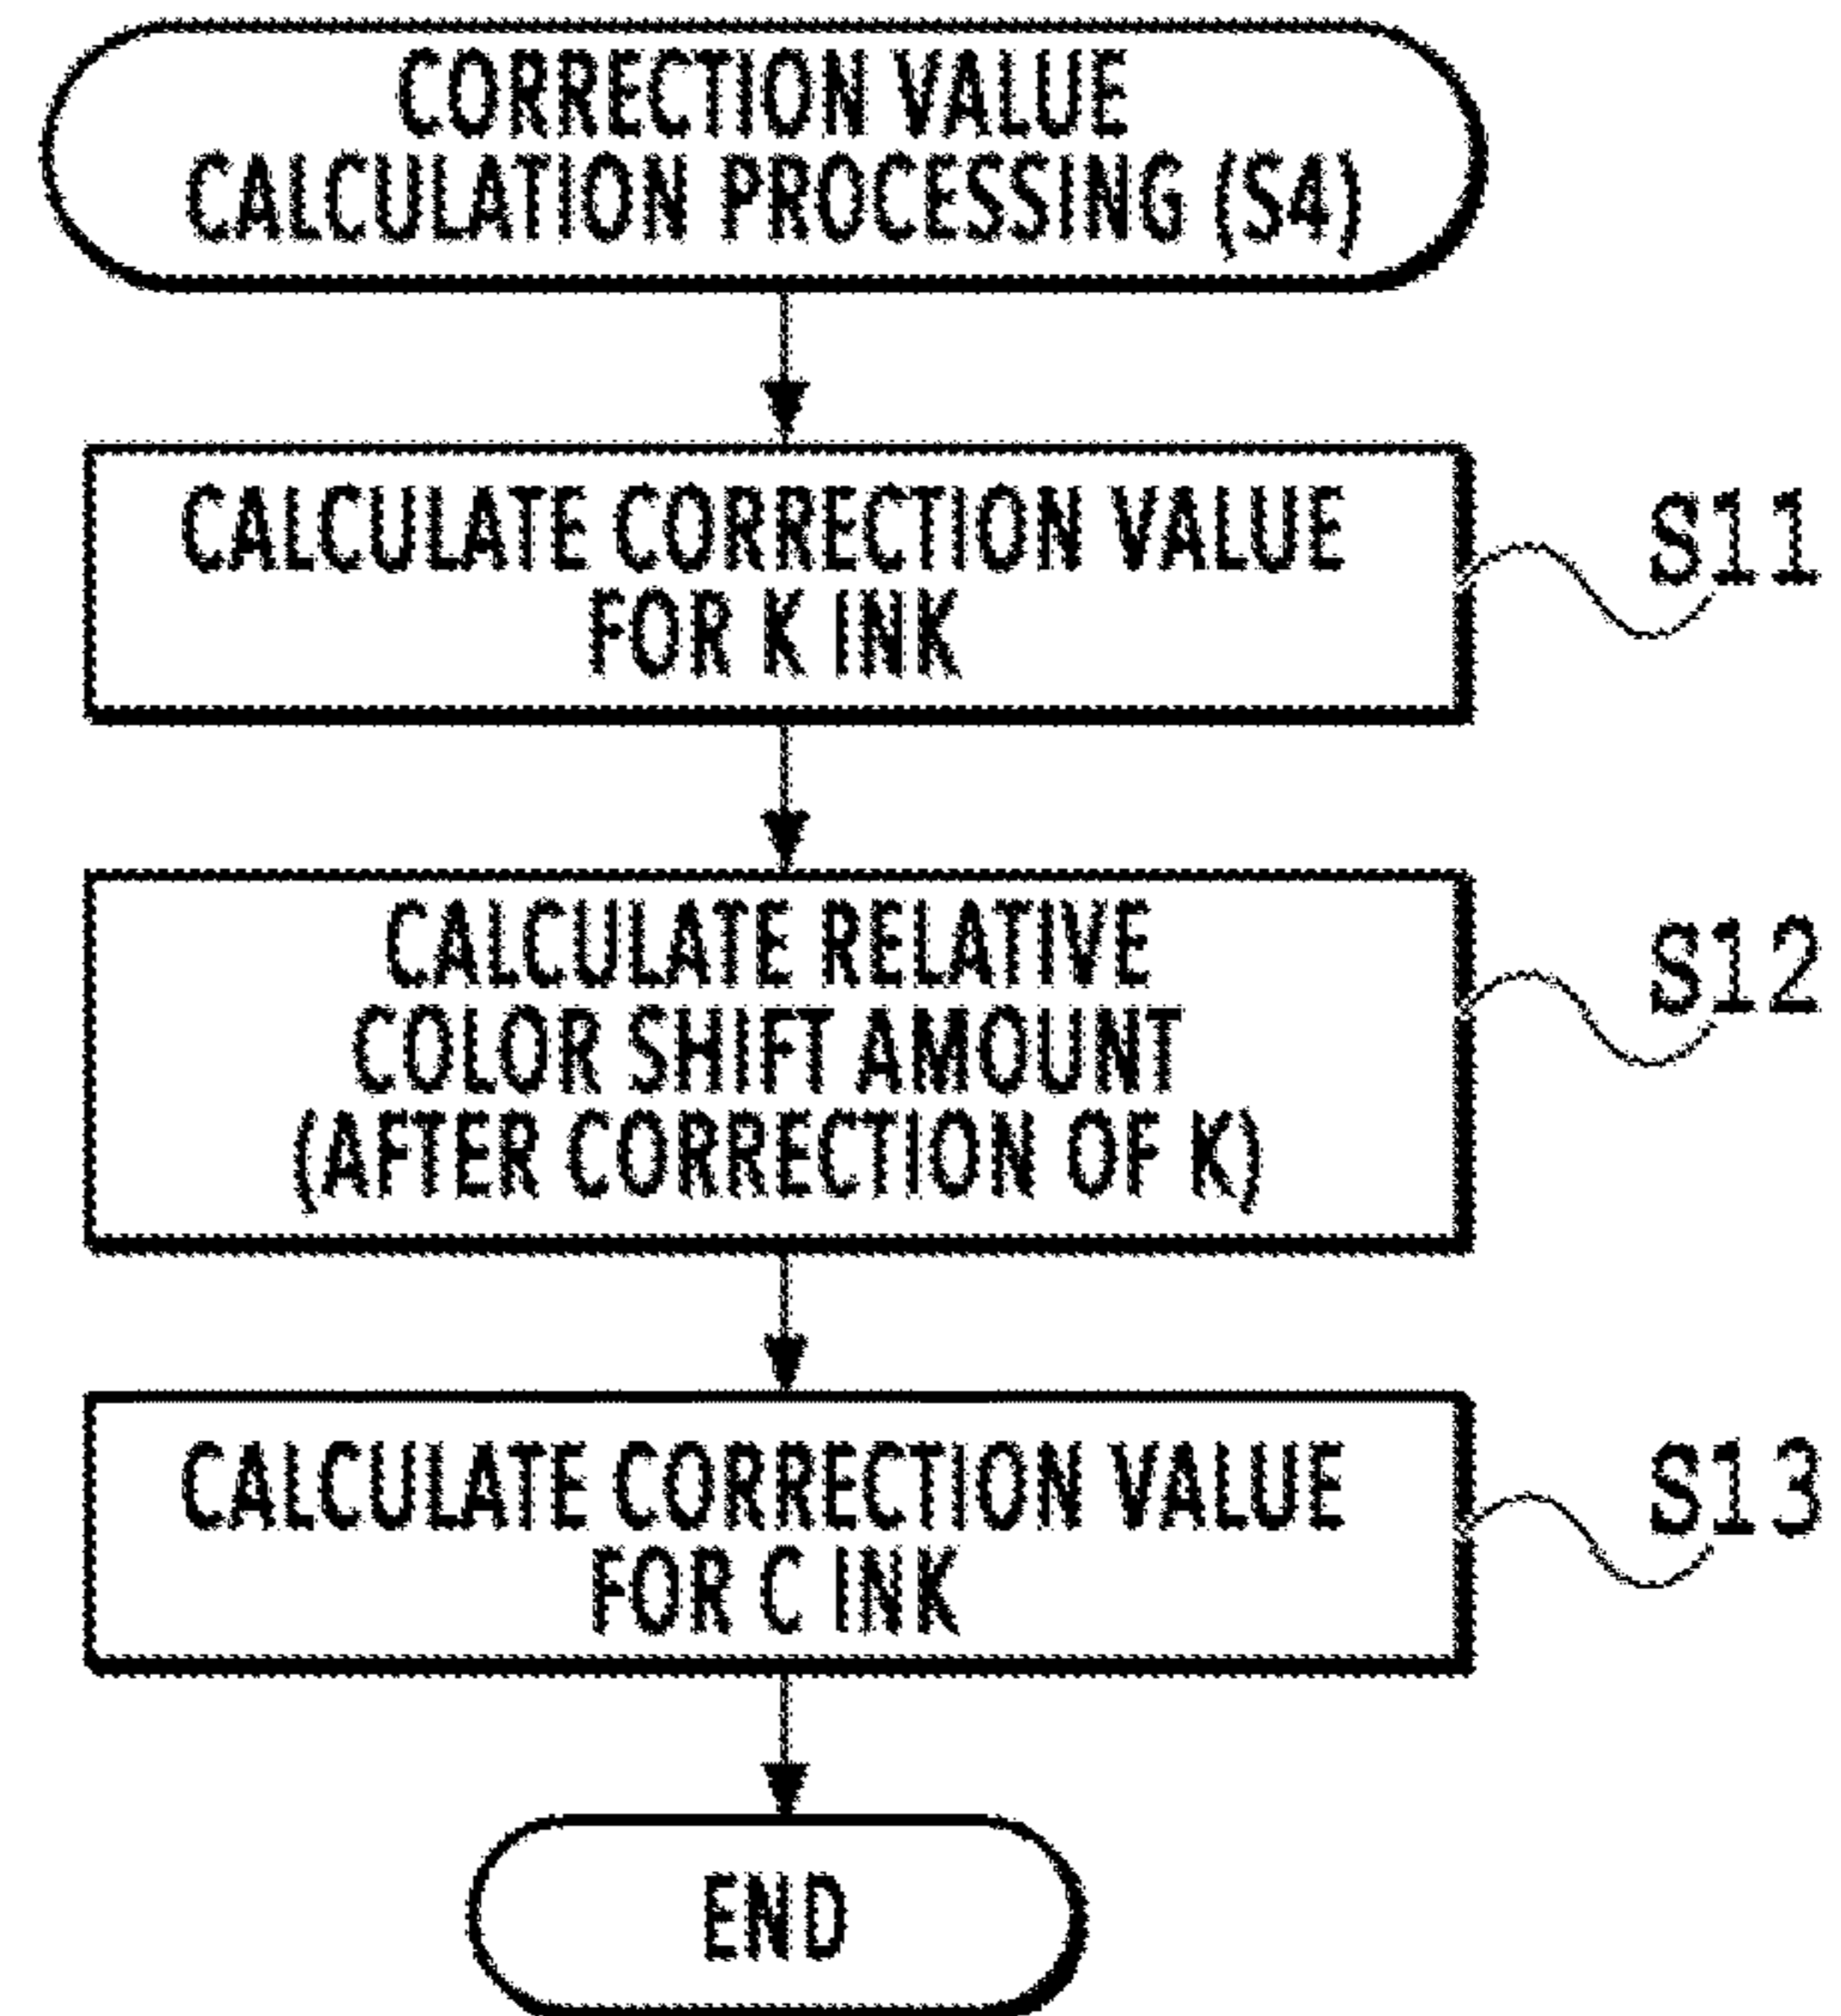 CORRECTION VALUE
CALCULATION PROCESSING (S4)
CALCULATE CORRECTION VALUE
FOR K INK
S11
CALCULATE RELATIVE
COLOR SHIFT AMOUNT
(AFTER CORRECTION OF K)
S12
CALCULATE CORRECTION VALUE
FOR C INK
S13
END